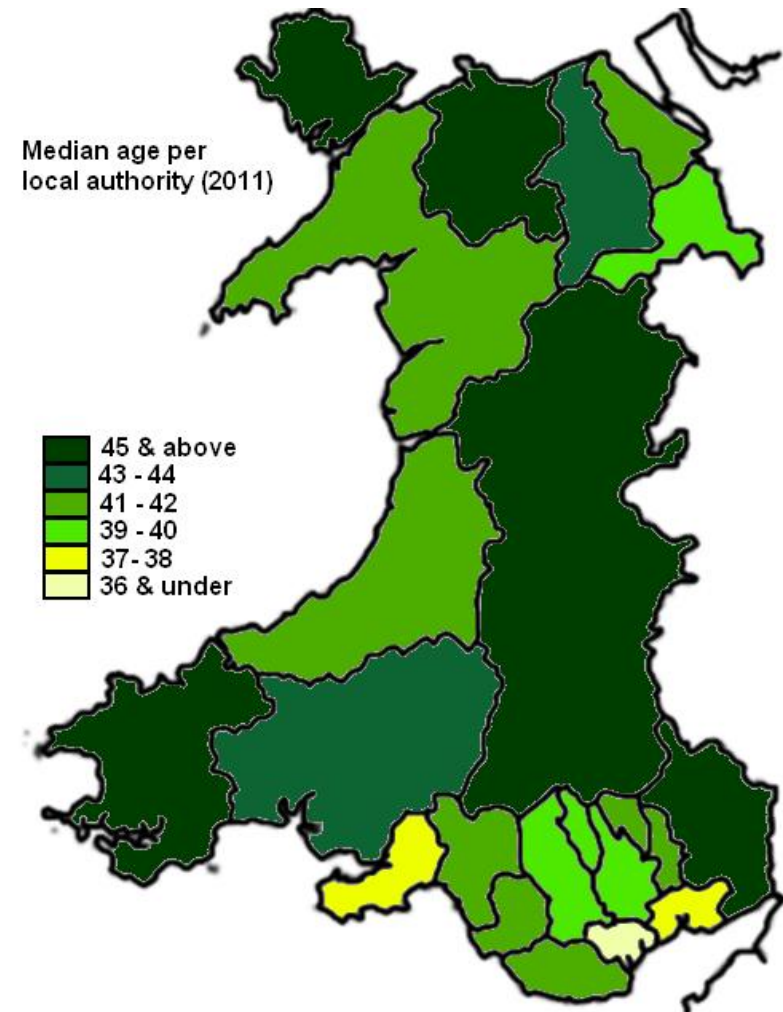 Median age per
local authority (2011)
45 & above
43 - 44
41 - 42
39 - 40
37- 38
36 & under